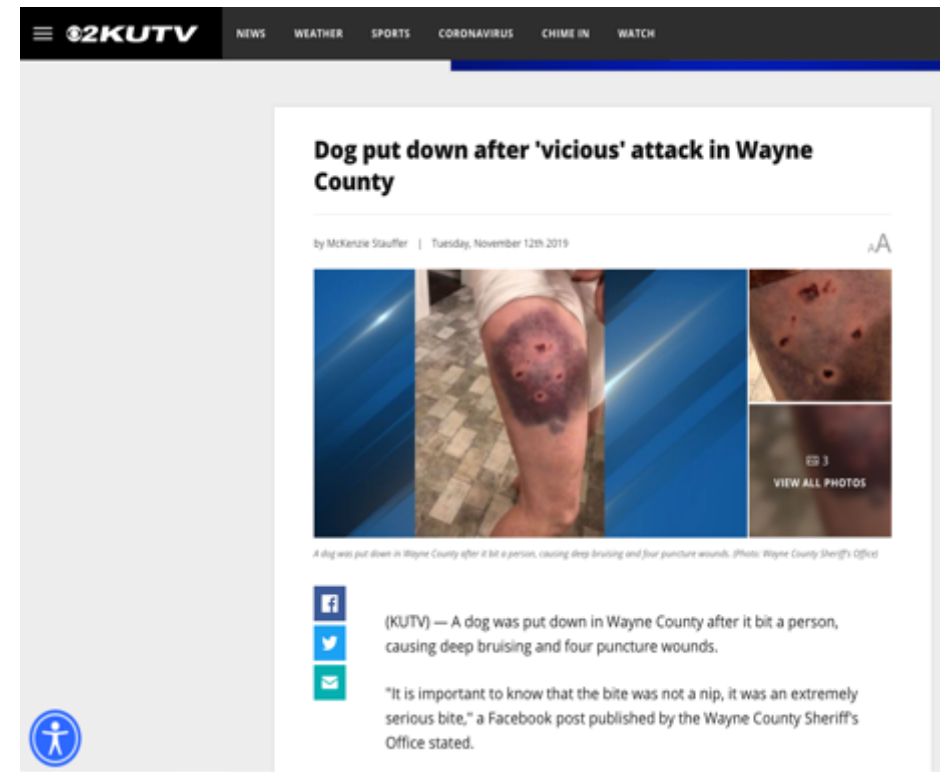 2KUTV
NEWS
WEATHER
SPORTS
CORONAVIRUS
CHIME IN
WATCH
Dog put down after 'vicious' attack in Wayne
County
by McKenzie Stauffer | Tuesday, November 12th 2019
AA
3
VIEW ALL PHOTOS
A dog was put down in Wayne County after it bit a person, causing deep bruising and four puncture wounds. (Photo: Wayne County Sheriff's Office)
(KUTV) — A dog was put down in Wayne County after it bit a person,
causing deep bruising and four puncture wounds.
"It is important to know that the bite was not a nip, it was an extremely
serious bite," a Facebook post published by the Wayne County Sheriff's
Office stated.